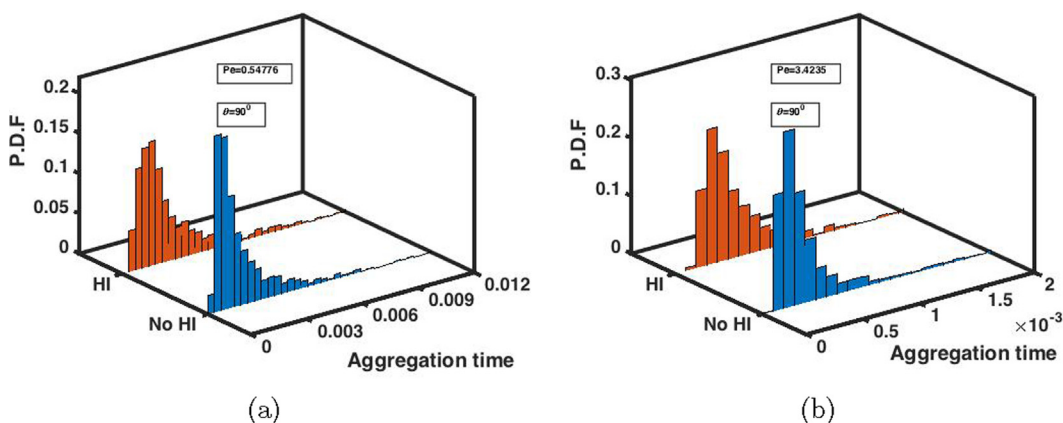 P.D.F
0.2
0.15
0.1
0.05
0
Pe=0.54776
θ=90⁰
HI
No HI
0
0.003
0.006
0.009
0.012
Aggregation time
(a)
P.D.F
0.3
0.2
0.1
0
Pe=3.4235
θ=90⁰
HI
No HI
0
0.5
1
1.5
2
×10⁻³
Aggregation time
(b)